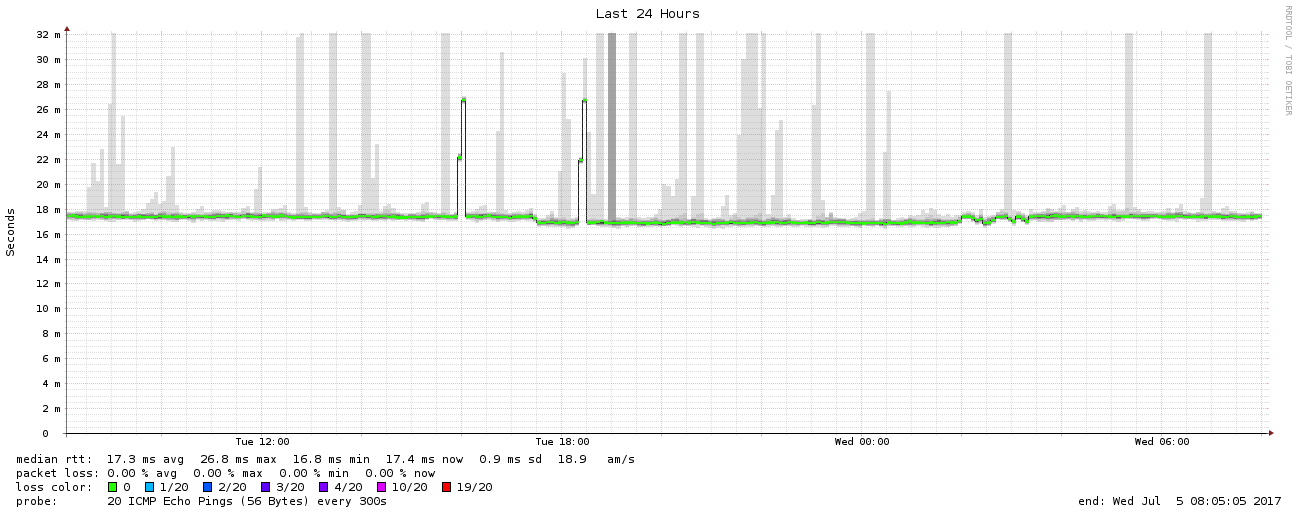 Last 24 Hours
RRDTOOL / TOBI OETIKER
Seconds
32 m
30 m
28 m
26 m
24 m
22 m
20 m
18 m
16 m
14 m
12 m
10 m
8 m
6 m
4 m
2 m
0
Tue 12:00 Tue 18:00 Wed 00:00 Wed 06:00
median rtt: 17.3 ms avg 26.8 ms max 16.8 ms min 17.4 ms now 0.9 ms sd 18.9 am/s
packet loss: 0.00 % avg 0.00 % max 0.00 % min 0.00 % now
loss color: 0 1/20 2/20 3/20 4/20 10/20 19/20
probe: 20 ICMP Echo Pings (56 Bytes) every 300s end: Wed Jul 5 08:05:05 2017